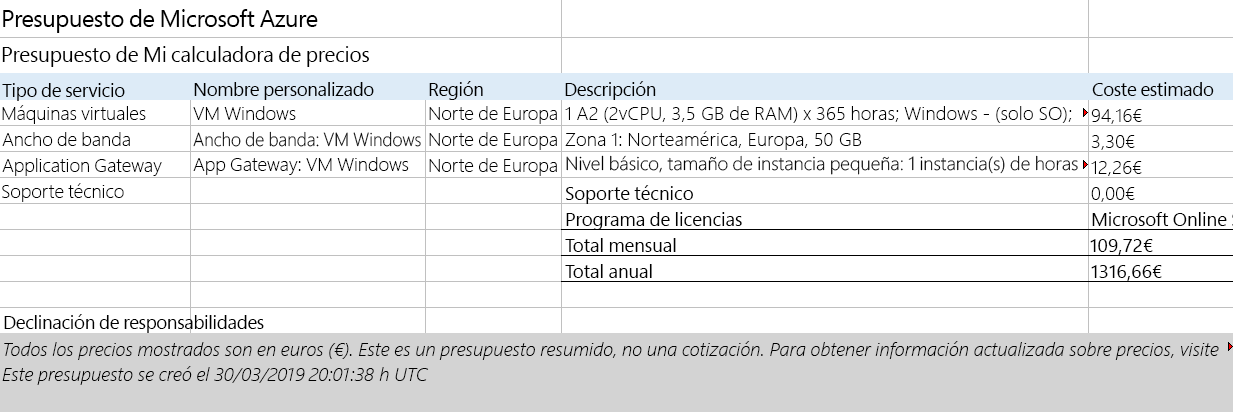 Presupuesto de Microsoft Azure
Presupuesto de Mi calculadora de precios
Tipo de servicio Nombre personalizado Región Descripción Coste estimado
Máquinas virtuales VM Windows Norte de Europa 1 A2 (2vCPU, 3,5 GB de RAM) x 365 horas; Windows - (solo SO); 94,16€
Ancho de banda Ancho de banda: VM Windows Norte de Europa Zona 1: Norteamérica, Europa, 50 GB 3,30€
Application Gateway App Gateway: VM Windows Norte de Europa Nivel básico, tamaño de instancia pequeña: 1 instancia(s) de horas 12,26€
Soporte técnico Soporte técnico 0,00€
Programa de licencias Microsoft Online
Total mensual 109,72€
Total anual 1316,66€
Declinación de responsabilidades
Todos los precios mostrados son en euros (€). Este es un presupuesto resumido, no una cotización. Para obtener información actualizada sobre precios, visite
Este presupuesto se creó el 30/03/2019 20:01:38 h UTC